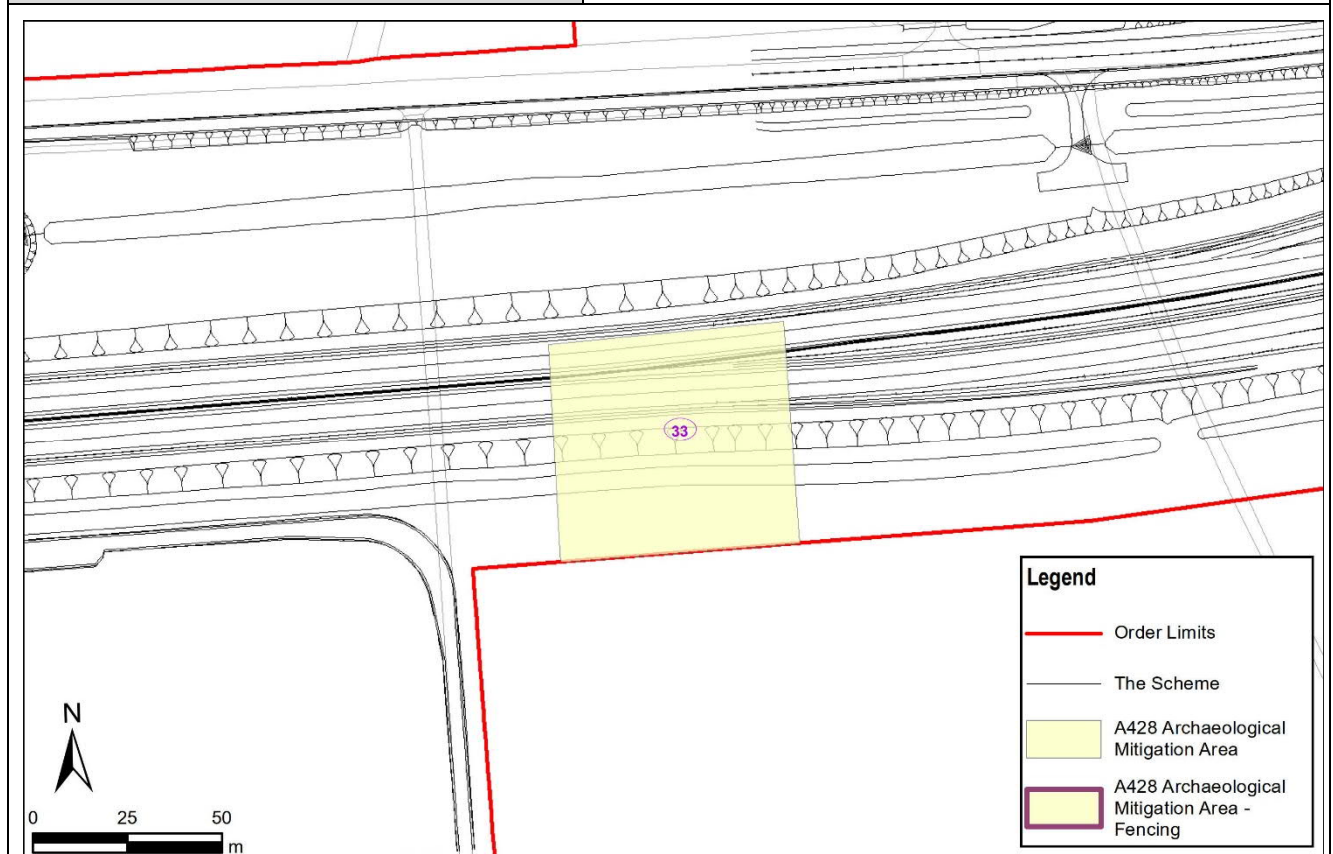 33
N
0 25 50
m
Legend
Order Limits
The Scheme
A428 Archaeological
Mitigation Area
A428 Archaeological
Mitigation Area -
Fencing